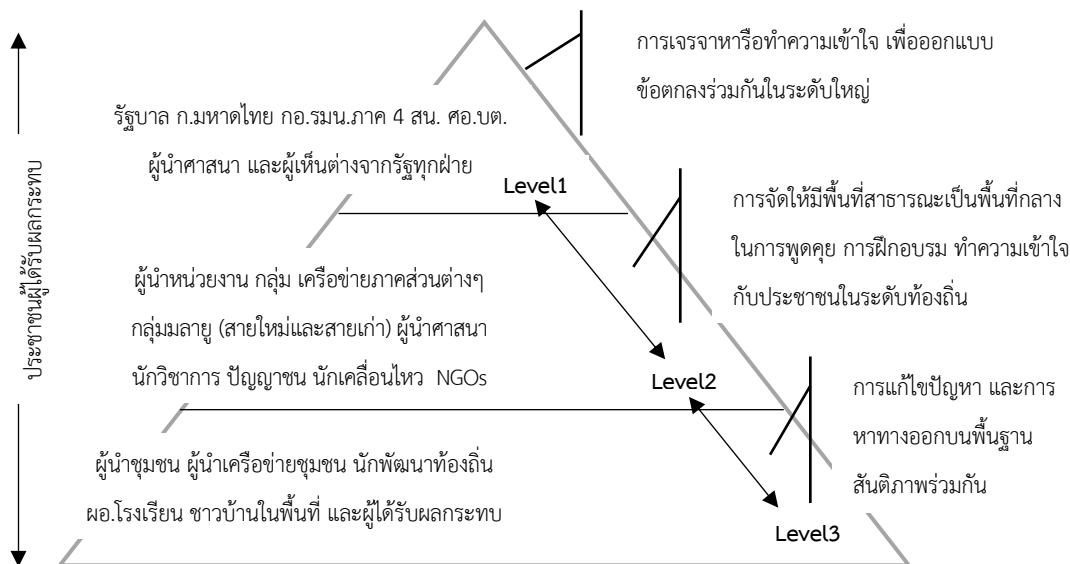 การเจรจาหารือทำความเข้าใจ เพื่อออกแบบ
ข้อตกลงร่วมกันในระดับใหญ่
รัฐบาล ก.มหาดไทย กอ.รมน.ภาค 4 สน. ศอ.บต.
ผู้นำศาสนา และผู้เห็นต่างจากรัฐทุกฝ่าย
Level1
การจัดให้มีพื้นที่สาธารณะเป็นพื้นที่กลาง
ในการพูดคุย การฝึกอบรม ทำความเข้าใจ
กับประชาชนในระดับท้องถิ่น
ประชาชนผู้ได้รับผลกระทบ
ผู้นำหน่วยงาน กลุ่ม เครือข่ายภาคส่วนต่างๆ
กลุ่มมลายู (สายใหม่และสายเก่า) ผู้นำศาสนา
นักวิชาการ ปัญญาชน นักเคลื่อนไหว NGOs
Level2
การแก้ไขปัญหา และการ
หาทางออกบนพื้นฐาน
สันติภาพร่วมกัน
ผู้นำชุมชน ผู้นำเครือข่ายชุมชน นักพัฒนาท้องถิ่น
ผอ.โรงเรียน ชาวบ้านในพื้นที่ และผู้ได้รับผลกระทบ
Level3